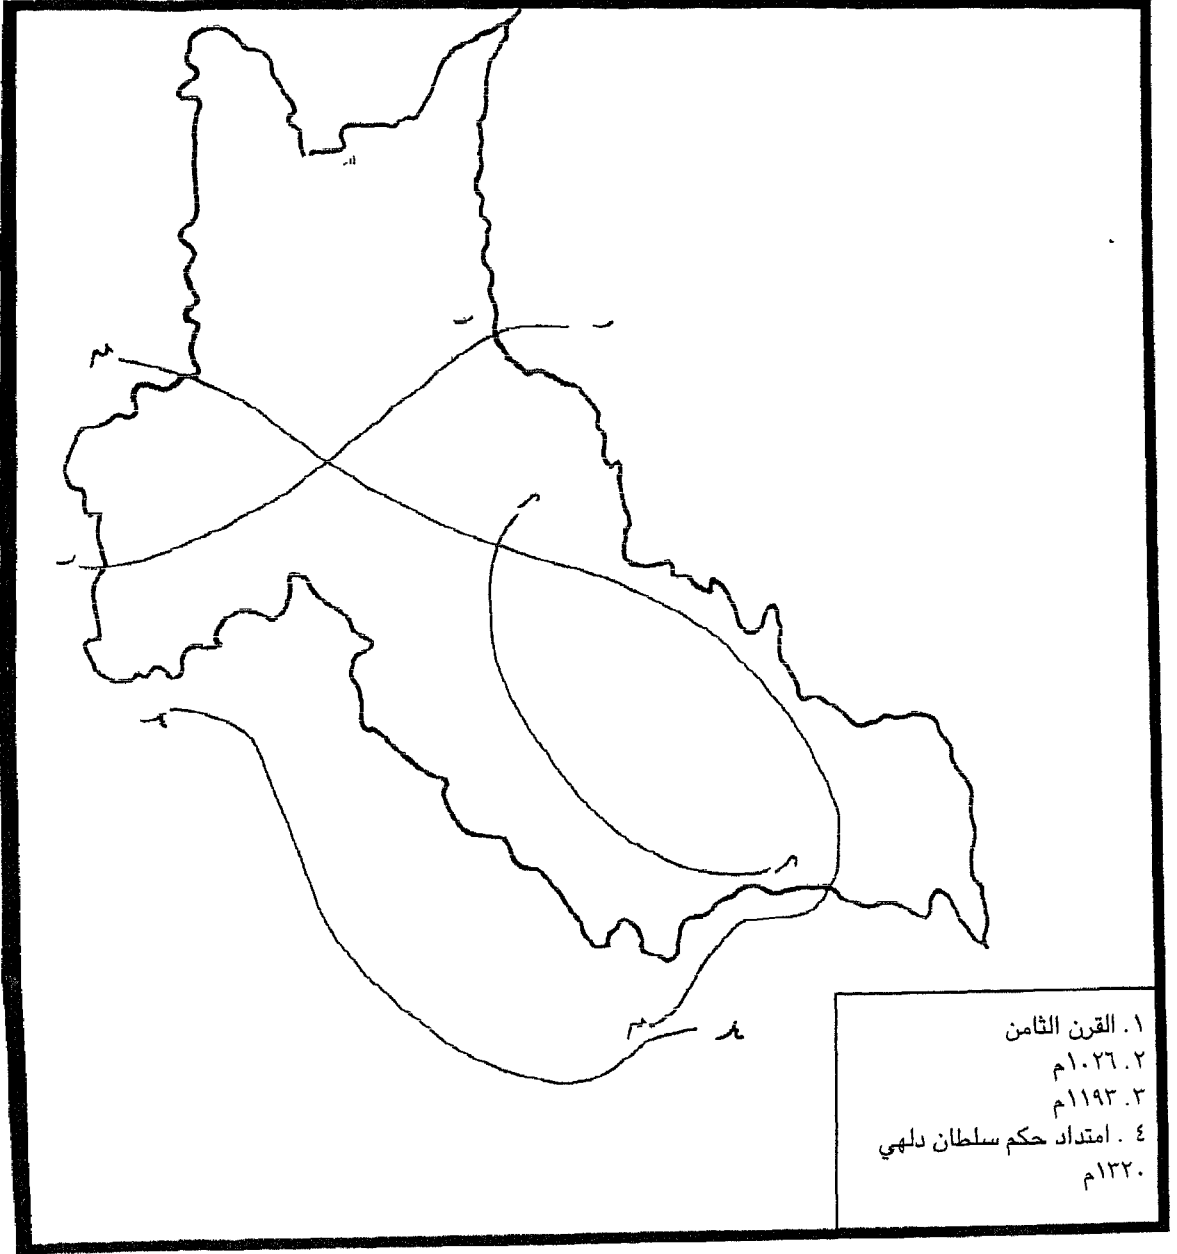 ١. القرن الثامن
٢. ١٠٢٦م
٣. ١١٩٣م
٤ . امتداد حكم سلطان دلهي
١٣٢٠م